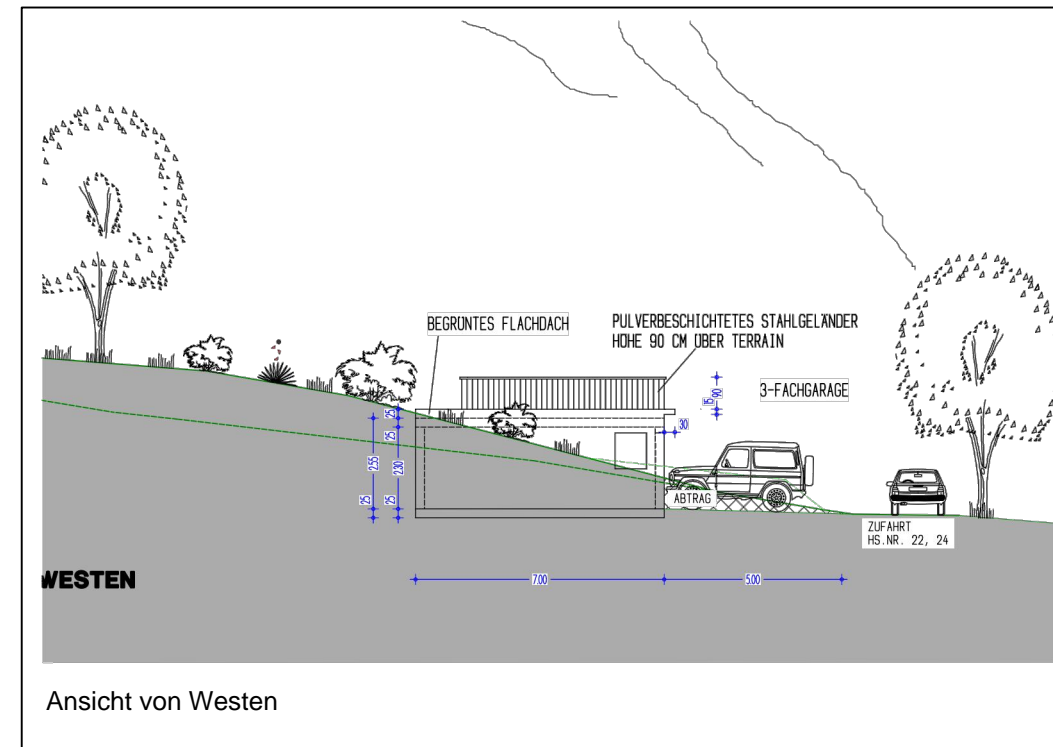 BEGRÜNTES FLACHDACH
PULVERBESCHICHTETES STAHLGELÄNDER
HÖHE 90 CM ÜBER TERRAIN
3-FACHGARAGE
15
90
25
25
30
2.55
2.30
25
25
ABTRAG
ZUFAHRT
HS.NR. 22, 24
7.00
5.00
WESTEN
Ansicht von Westen